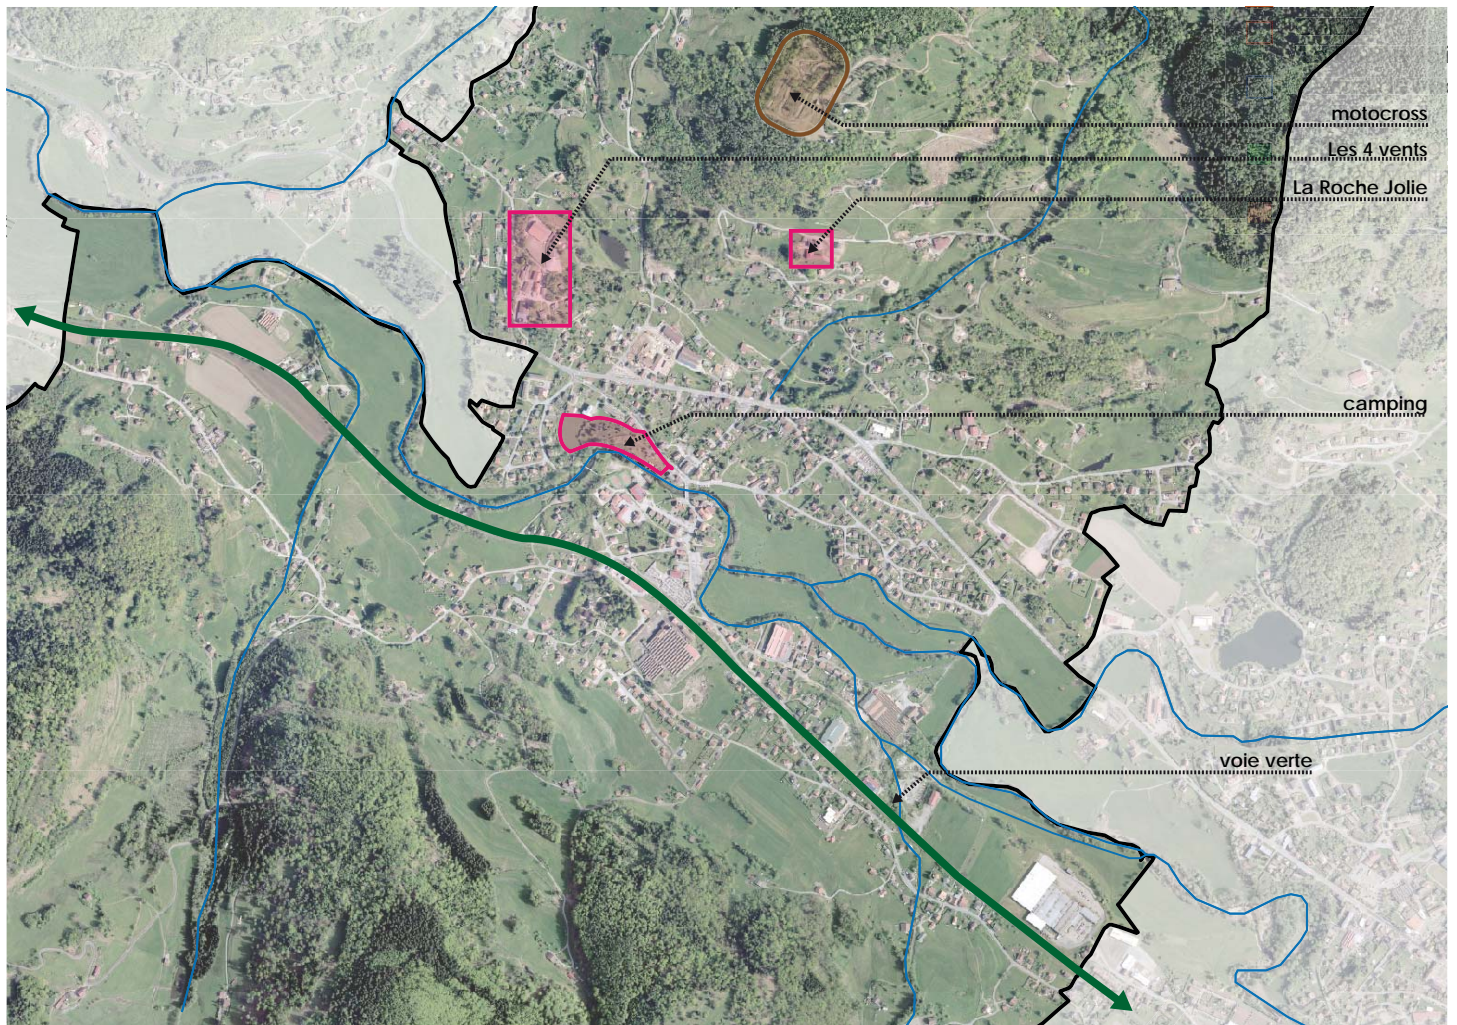 motocross
Les 4 vents
La Roche Jolie
camping
voie verte